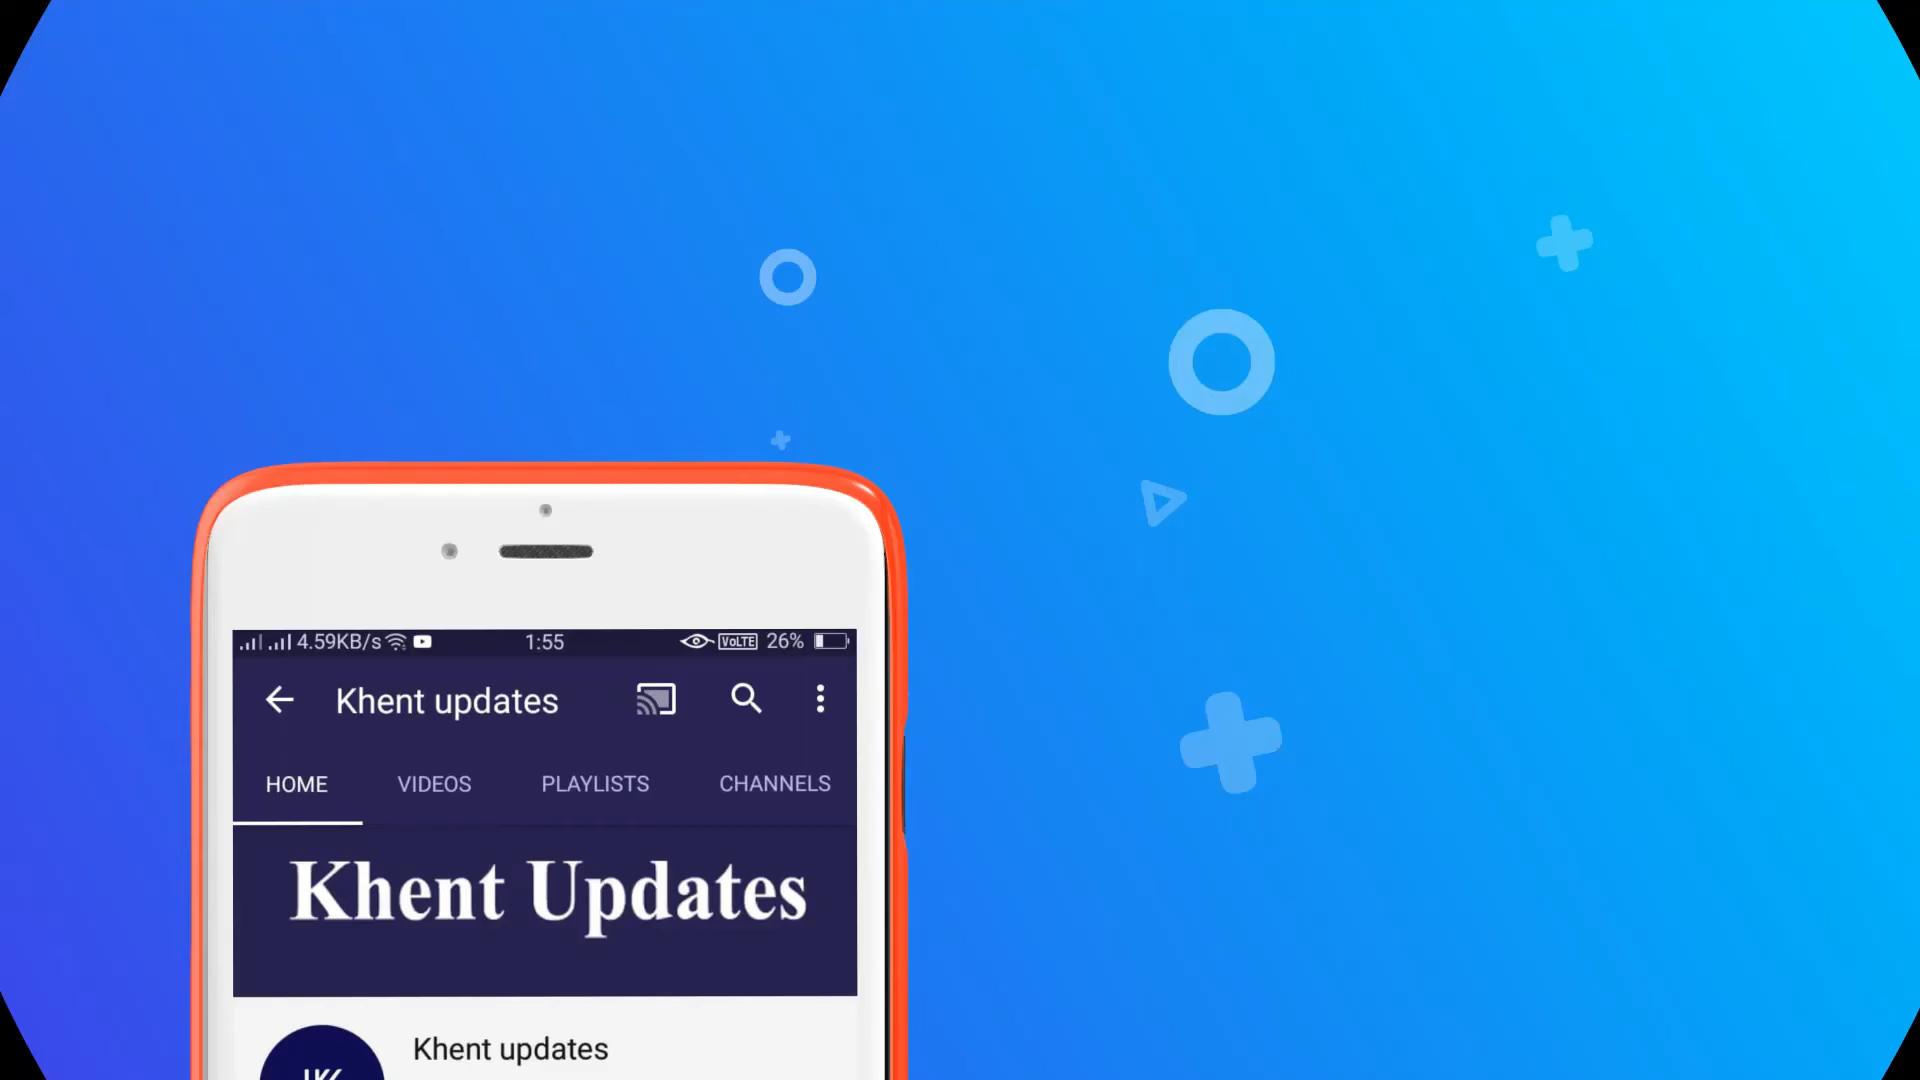 4.59KB/s 1:55 VoLTE 26%
Khent updates
HOME VIDEOS PLAYLISTS CHANNELS
Khent Updates
Khent updates